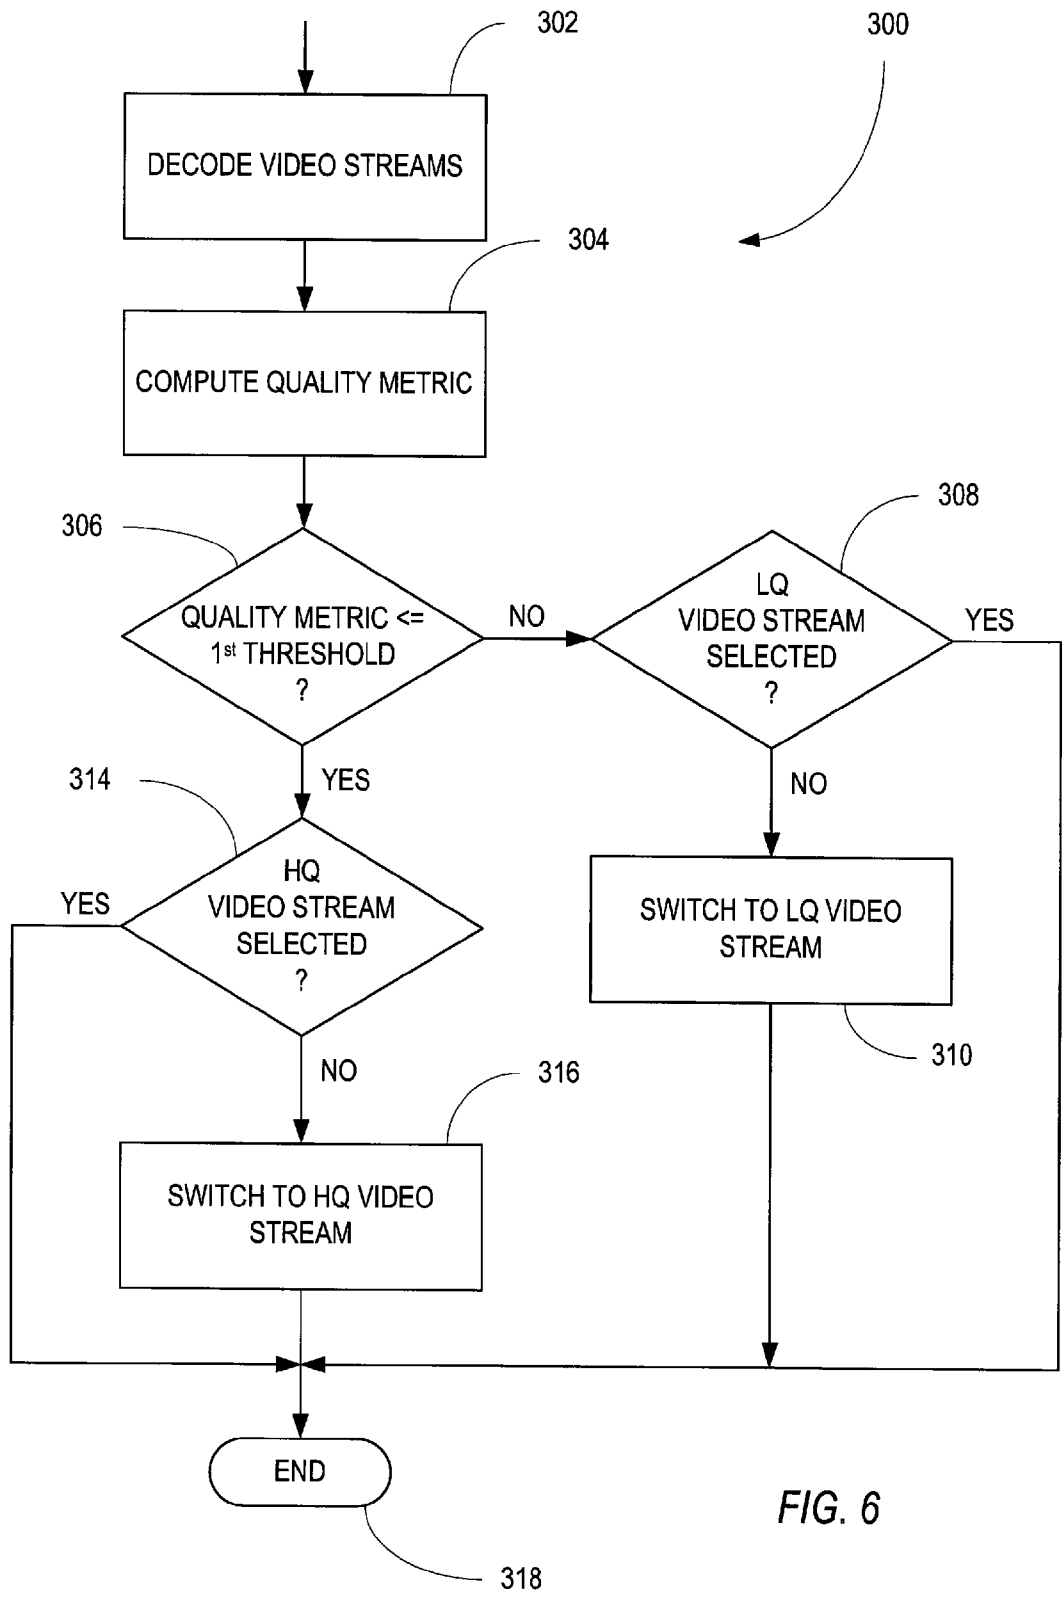 302
300
DECODE VIDEO STREAMS
304
COMPUTE QUALITY METRIC
306
308
QUALITY METRIC <=
1st THRESHOLD
?
NO
LQ
VIDEO STREAM
SELECTED
?
YES
314
YES
NO
YES
HQ
VIDEO STREAM
SELECTED
?
SWITCH TO LQ VIDEO
STREAM
310
NO
316
SWITCH TO HQ VIDEO
STREAM
END
318
FIG. 6